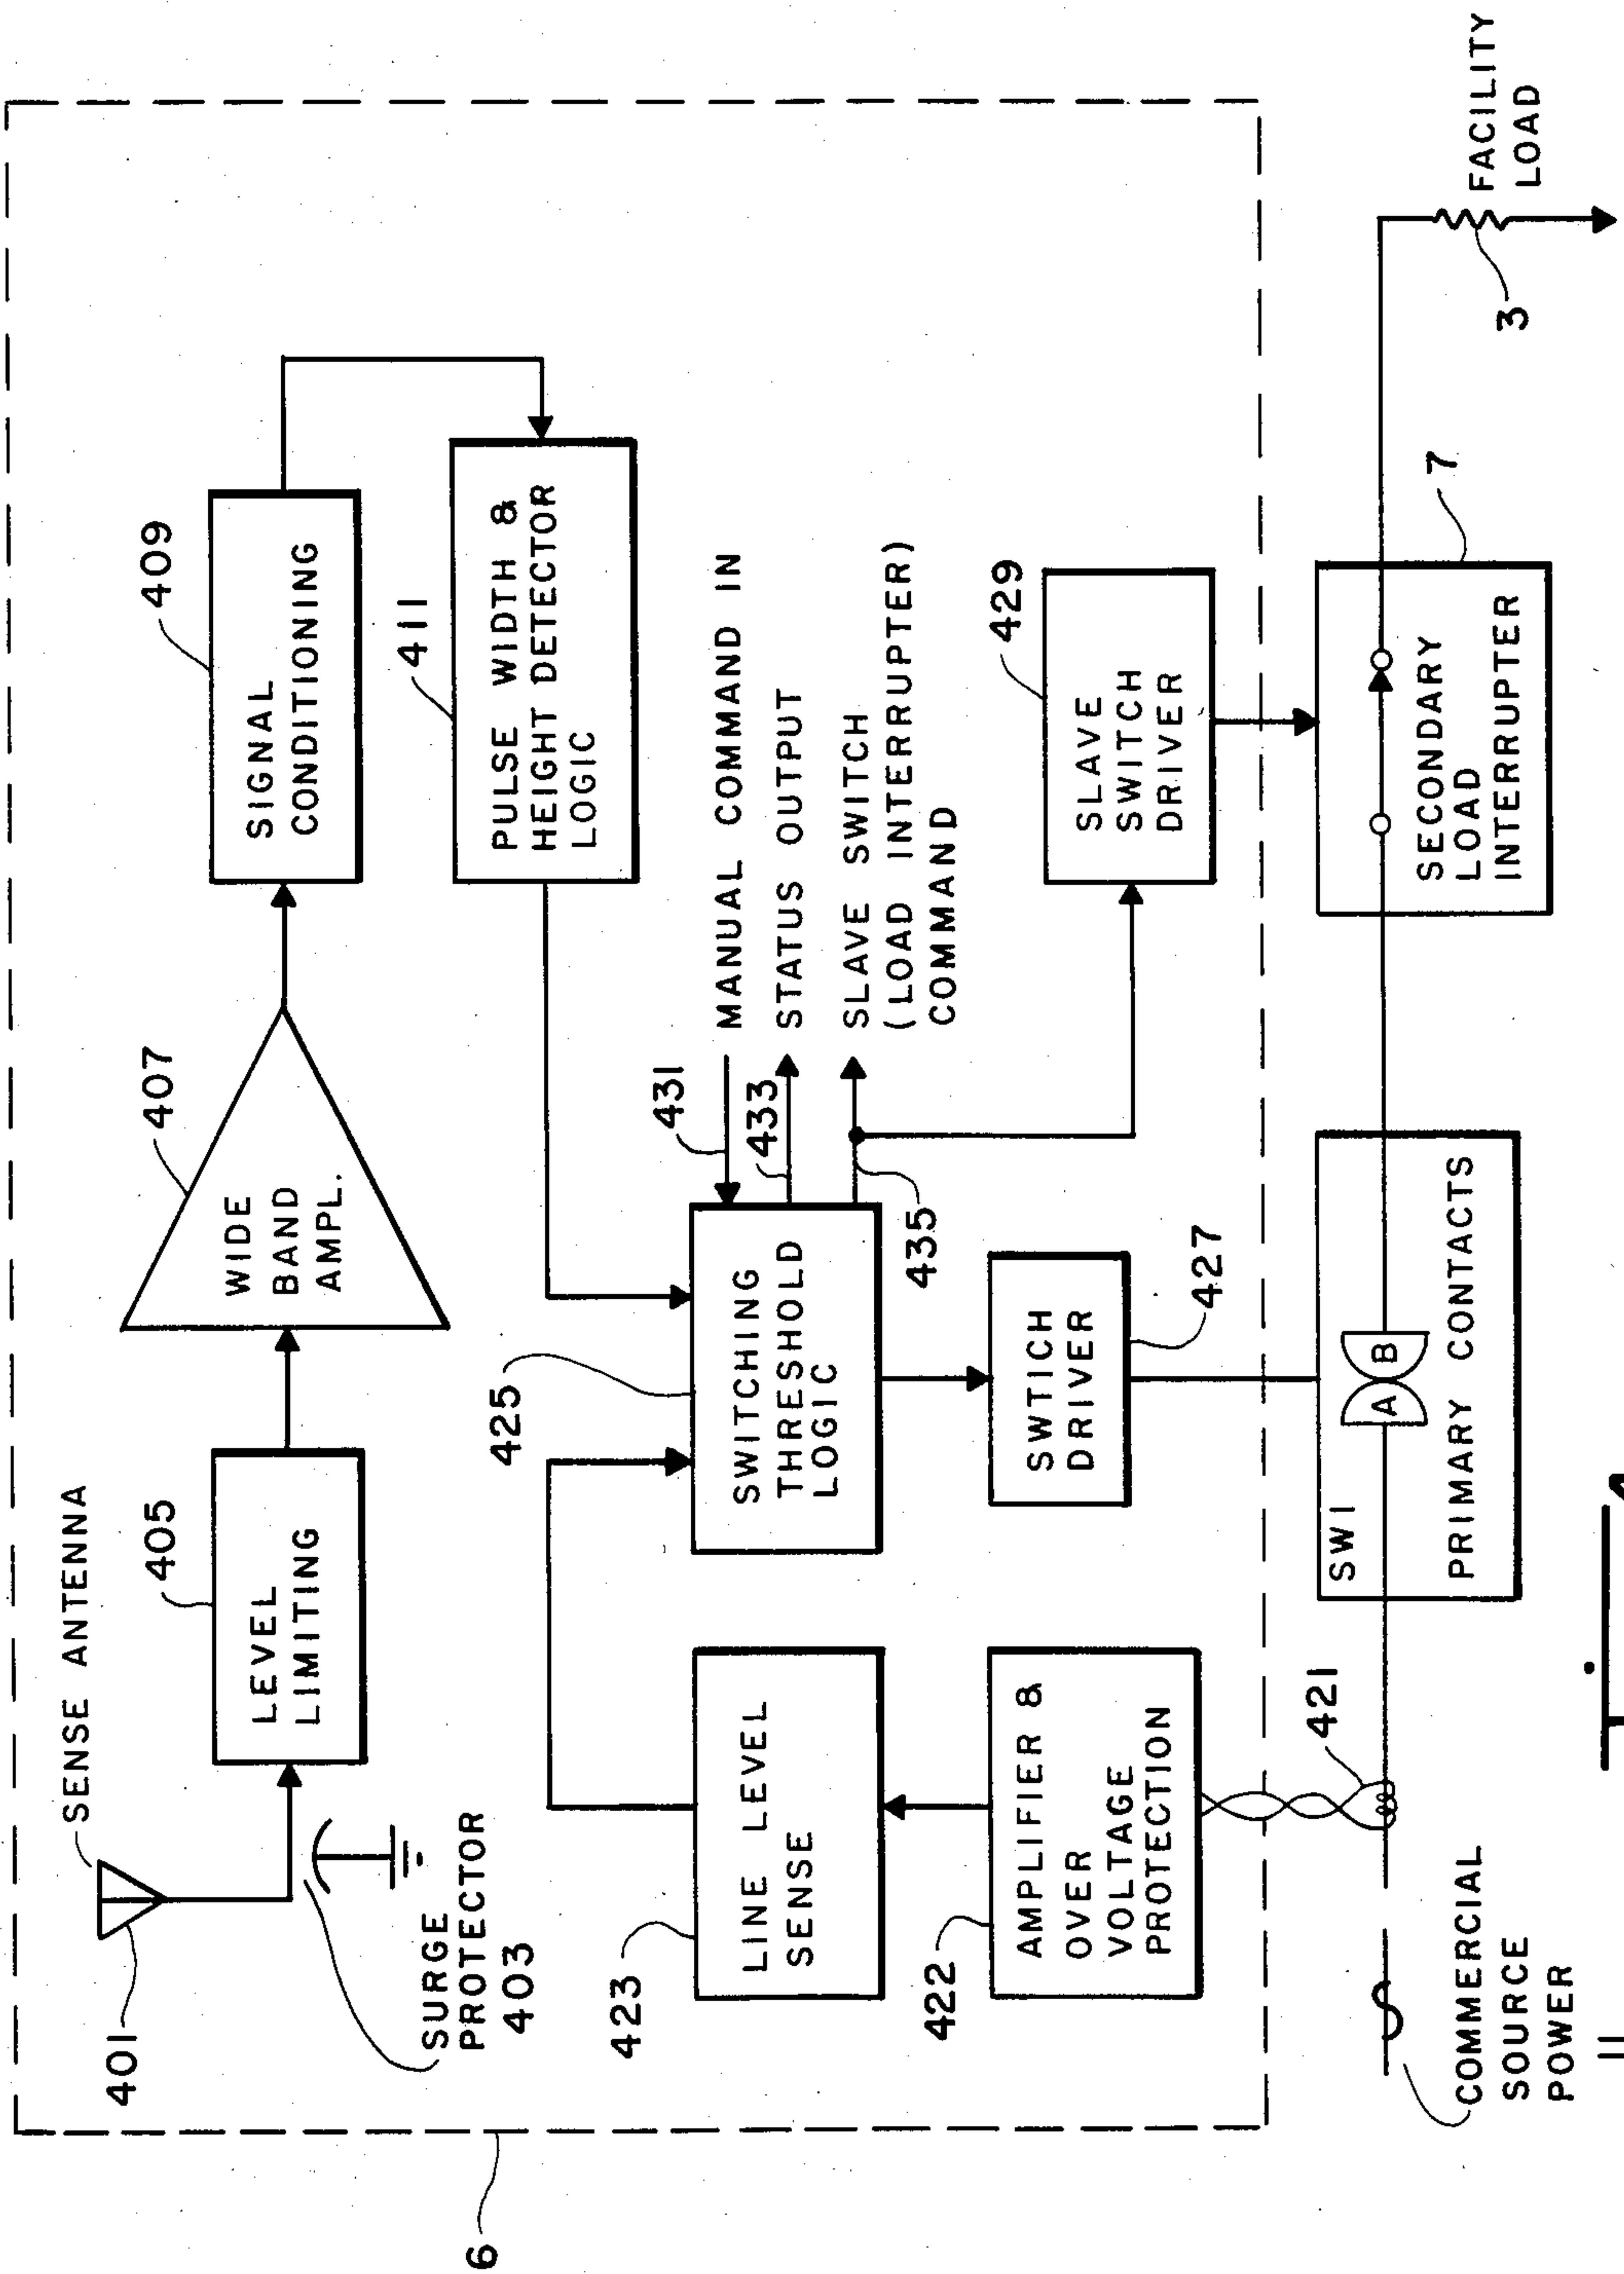 SENSE ANTENNA
401
SURGE
PROTECTOR
403
405
LEVEL
LIMITING
407
WIDE
BAND
AMPL.
409
SIGNAL
CONDITIONING
411
PULSE WIDTH &
HEIGHT DETECTOR
LOGIC
423
LINE LEVEL
SENSE
422
AMPLIFIER &
OVER
VOLTAGE
PROTECTION
425
SWITCHING
THRESHOLD
LOGIC
431
MANUAL COMMAND IN
433
STATUS OUTPUT
435
SLAVE SWITCH
(LOAD INTERRUPTER)
COMMAND
SWTICH
DRIVER
427
429
SLAVE
SWITCH
DRIVER
6
COMMERCIAL
SOURCE
POWER
421
SW1
A B
PRIMARY CONTACTS
7
SECONDARY
LOAD
INTERRUPTER
3
FACILITY
LOAD